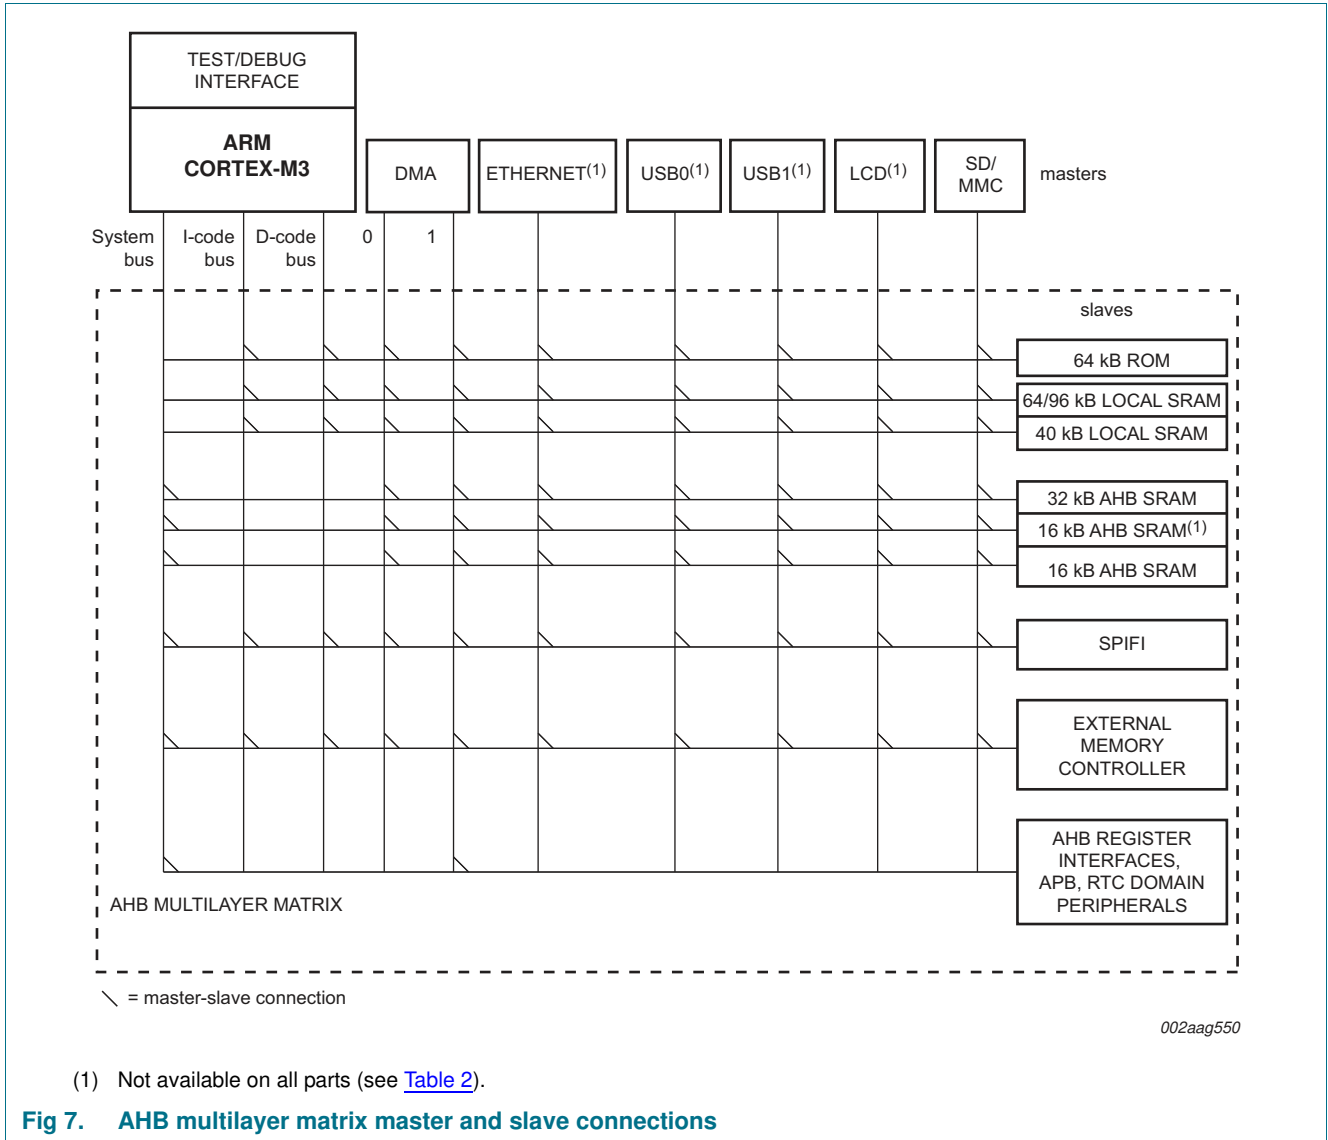 TEST/DEBUG
INTERFACE
ARM
CORTEX-M3
DMA
ETHERNET(1)
USB0(1)
USB1(1)
LCD(1)
SD/
MMC
masters
System
bus
I-code
bus
D-code
bus
0
1
slaves
64 kB ROM
64/96 kB LOCAL SRAM
40 kB LOCAL SRAM
32 kB AHB SRAM
16 kB AHB SRAM(1)
16 kB AHB SRAM
SPIFI
EXTERNAL
MEMORY
CONTROLLER
AHB REGISTER
INTERFACES,
APB, RTC DOMAIN
PERIPHERALS
AHB MULTILAYER MATRIX
= master-slave connection
002aag550
(1) Not available on all parts (see Table 2).
Fig 7. AHB multilayer matrix master and slave connections